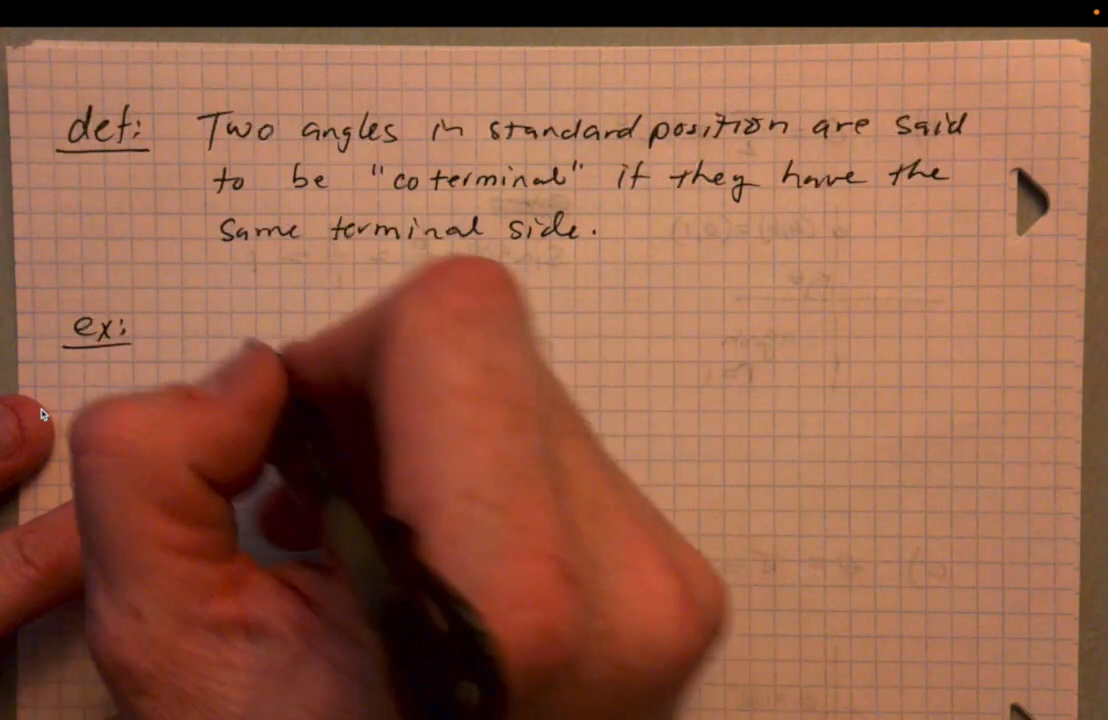 def: Two angles in standard position are said
to be "coterminal" if they have the
same terminal side.
ex: